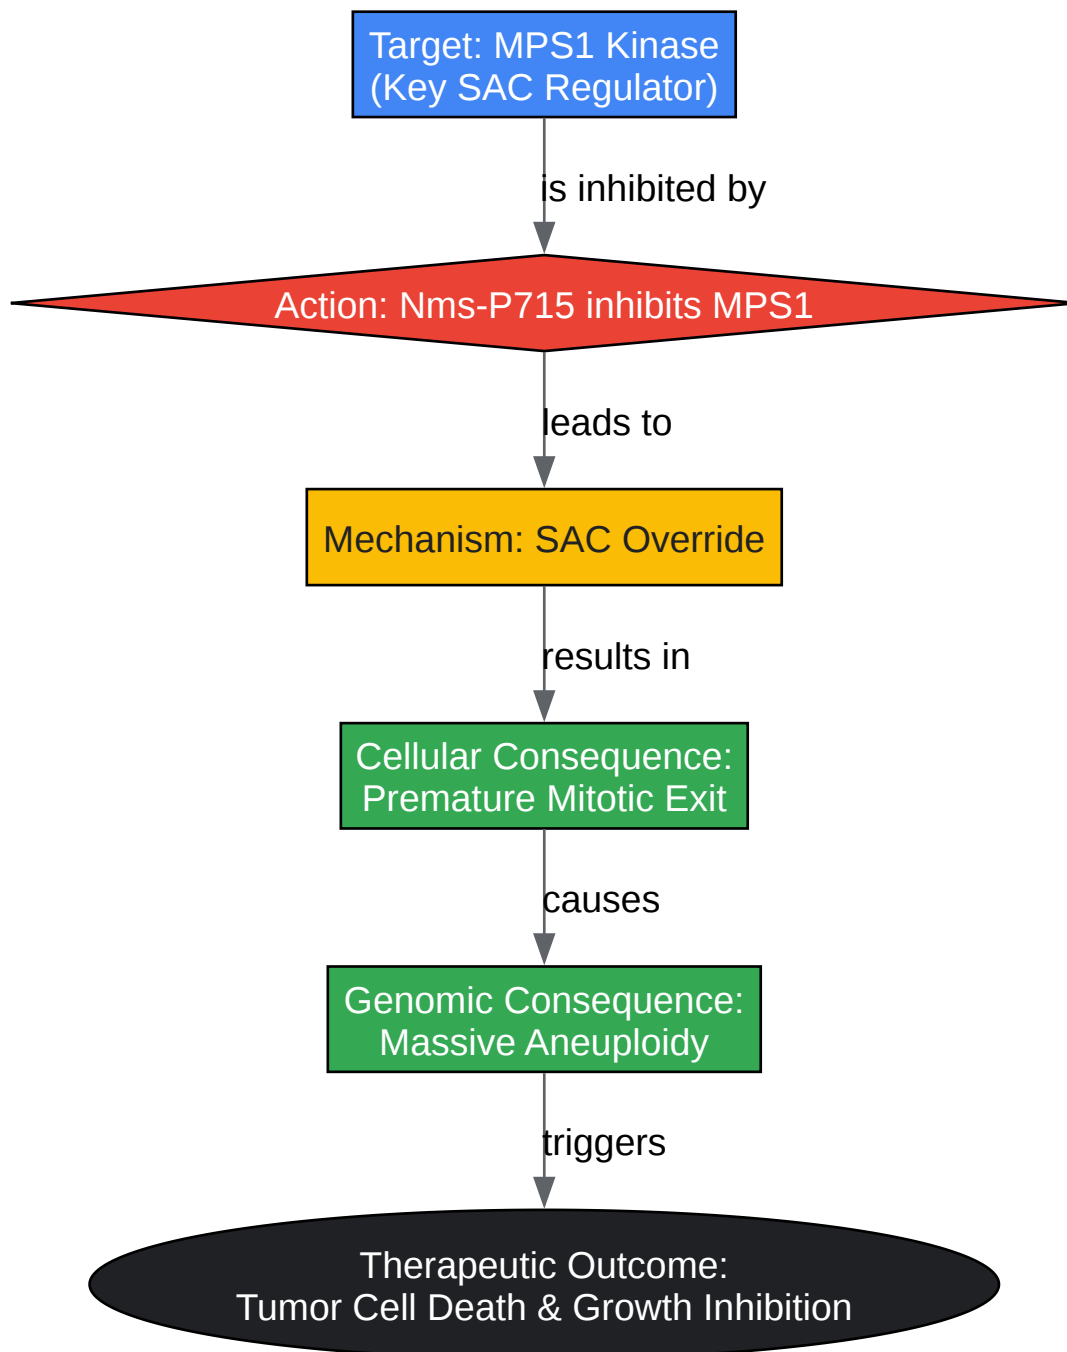 Target: MPS1 Kinase
(Key SAC Regulator)
is inhibited by
Action: Nms-P715 inhibits MPS1
leads to
Mechanism: SAC Override
results in
Cellular Consequence:
Premature Mitotic Exit
causes
Genomic Consequence:
Massive Aneuploidy
triggers
Therapeutic Outcome:
Tumor Cell Death & Growth Inhibition